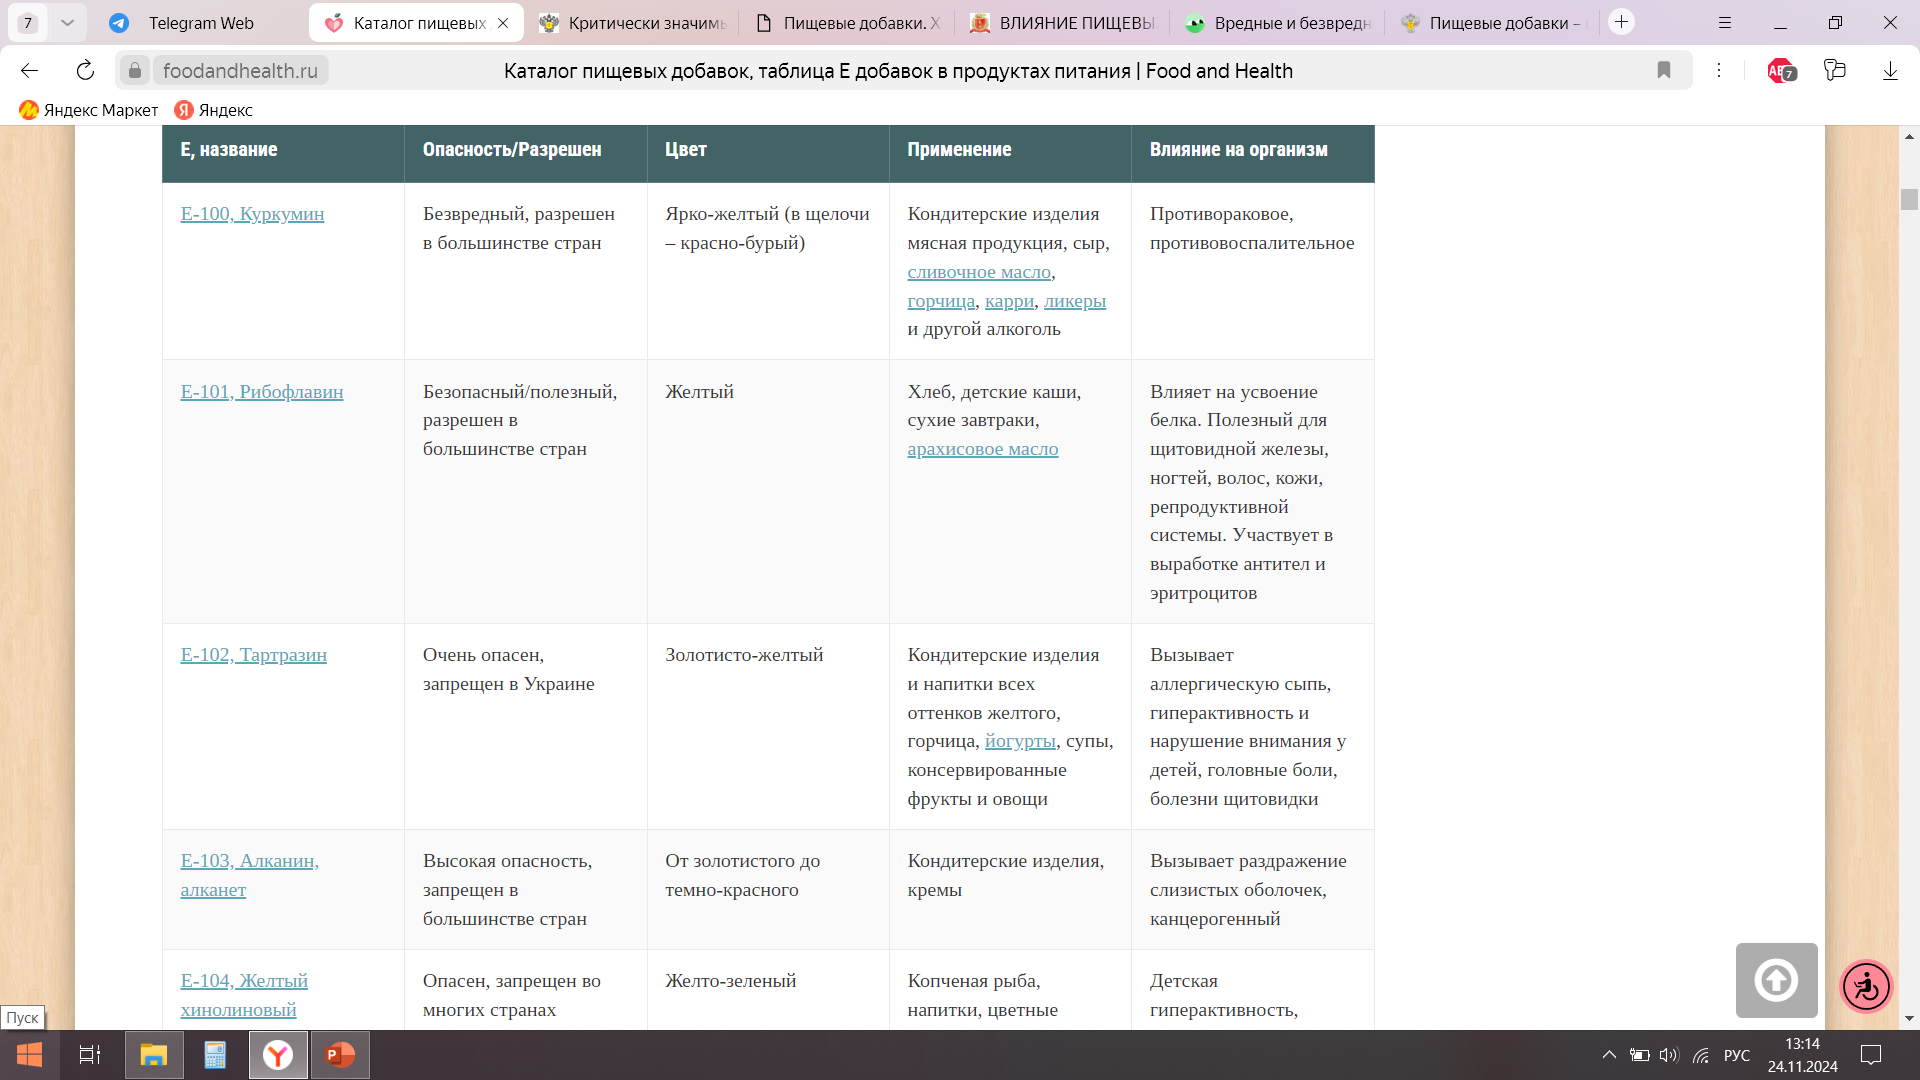 7
Telegram Web
Каталог пищевых
Критически значимь
Пищевые добавки. Х
ВЛИЯНИЕ ПИЩЕВЫ
Вредные и безвредн
Пищевые добавки –
foodandhealth.ru
Каталог пищевых добавок, таблица Е добавок в продуктах питания | Food and Health
7
Яндекс Маркет
Яндекс
Е, название
Опасность/Разрешен
Цвет
Применение
Влияние на организм
Е-100, Куркумин
Безвредный, разрешен
в большинстве стран
Ярко-желтый (в щелочи
– красно-бурый)
Кондитерские изделия
мясная продукция, сыр,
сливочное масло,
горчица, карри, ликеры
и другой алкоголь
Противораковое,
противовоспалительное
Е-101, Рибофлавин
Безопасный/полезный,
разрешен в
большинстве стран
Желтый
Хлеб, детские каши,
сухие завтраки,
арахисовое масло
Влияет на усвоение
белка. Полезный для
щитовидной железы,
ногтей, волос, кожи,
репродуктивной
системы. Участвует в
выработке антител и
эритроцитов
Е-102, Тартразин
Очень опасен,
запрещен в Украине
Золотисто-желтый
Кондитерские изделия
и напитки всех
оттенков желтого,
горчица, йогурты, супы,
консервированные
фрукты и овощи
Вызывает
аллергическую сыпь,
гиперактивность и
нарушение внимания у
детей, головные боли,
болезни щитовидки
Е-103, Алканин,
алканет
Высокая опасность,
запрещен в
большинстве стран
От золотистого до
темно-красного
Кондитерские изделия,
кремы
Вызывает раздражение
слизистых оболочек,
канцерогенный
Е-104, Желтый
хинолиновый
Опасен, запрещен во
многих странах
Желто-зеленый
Копченая рыба,
напитки, цветные
Детская
гиперактивность,
Пуск
РУС
13:14
24.11.2024